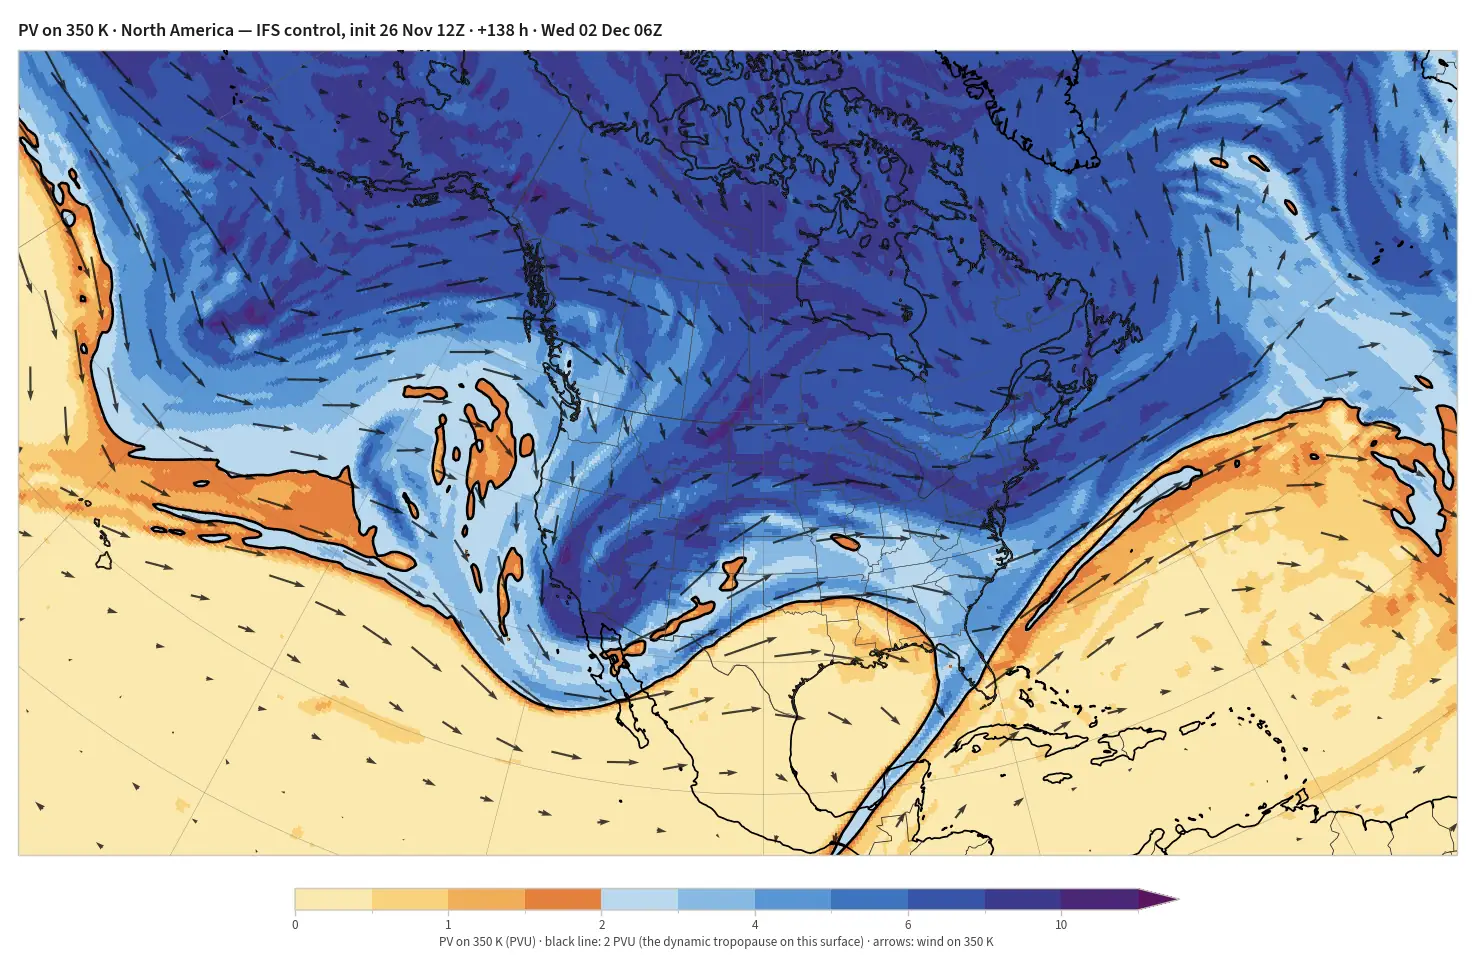 PV on 350 K · North America — IFS control, init 26 Nov 12Z · +138 h · Wed 02 Dec 06Z
0 1 2 4 6 10
PV on 350 K (PVU) · black line: 2 PVU (the dynamic tropopause on this surface) · arrows: wind on 350 K